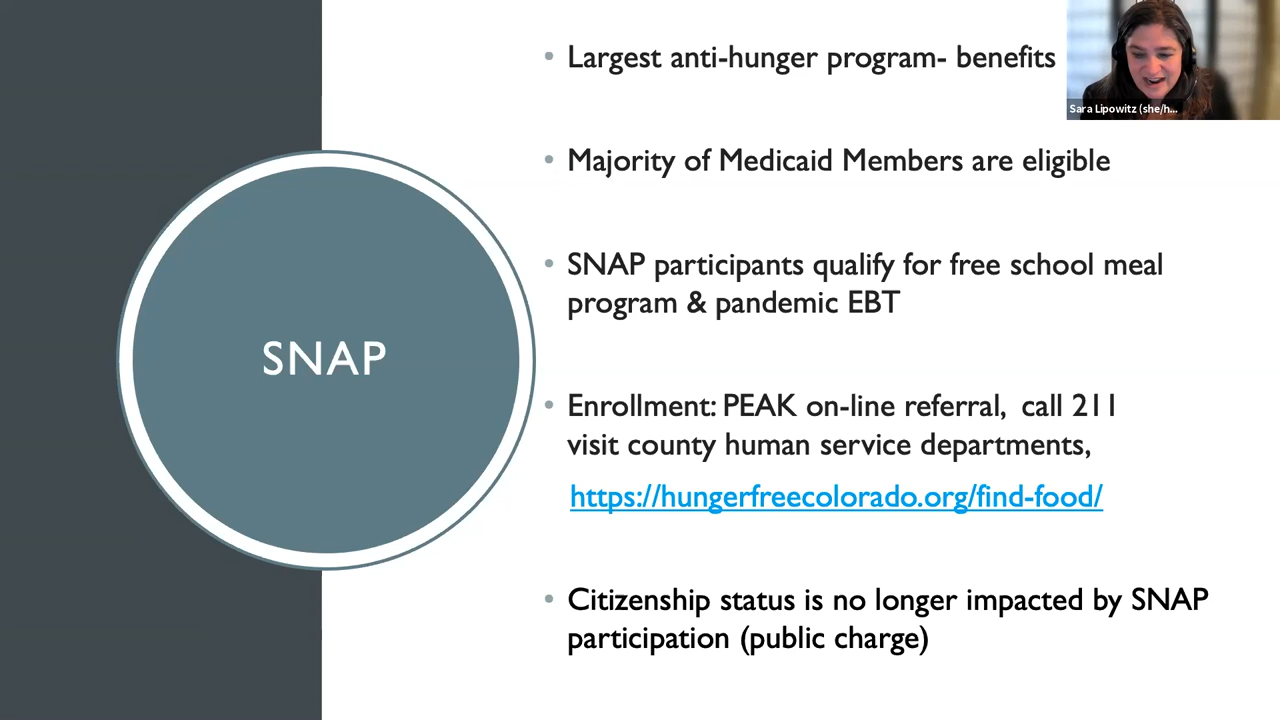 Largest anti-hunger program- benefits
Sara Lipowitz (she/h...
Majority of Medicaid Members are eligible
SNAP participants qualify for free school meal
program & pandemic EBT
SNAP
Enrollment: PEAK on-line referral, call 211
visit county human service departments,
https://hungerfreecolorado.org/find-food/
Citizenship status is no longer impacted by SNAP
participation (public charge)